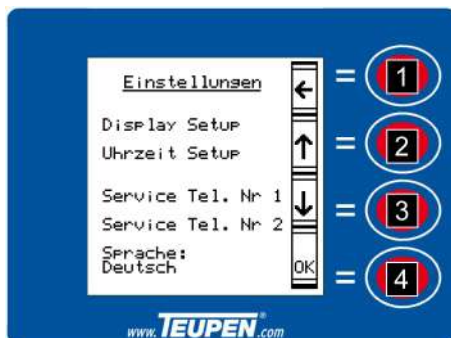 Einstellungen
Display Setup
Uhrzeit Setup
Service Tel. Nr 1
Service Tel. Nr 2
Sprache:
Deutsch
←
↑
↓
OK
= 1
= 2
= 3
= 4
www.TEUPEN®.com